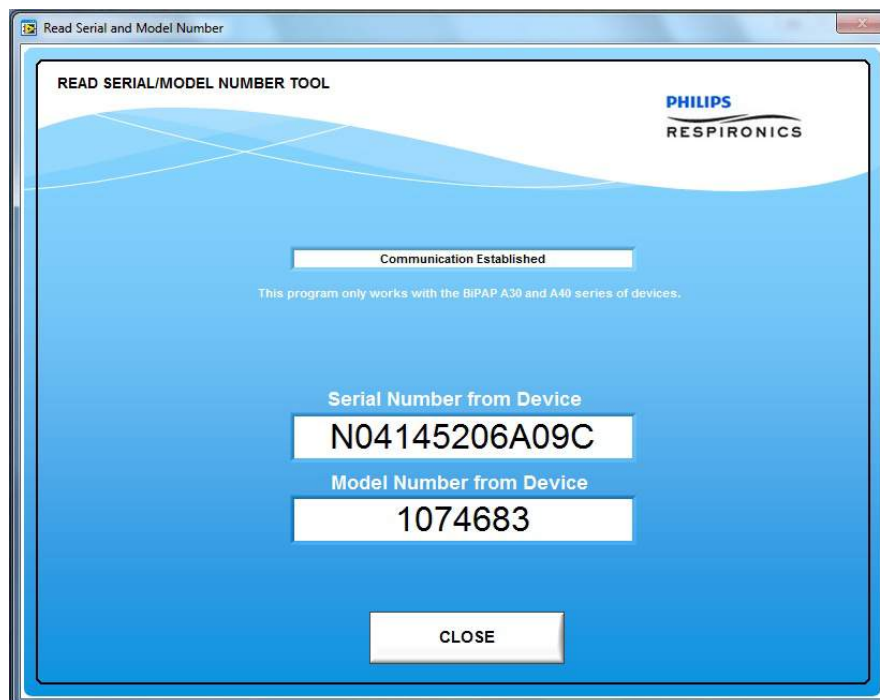 Read Serial and Model Number
READ SERIAL/MODEL NUMBER TOOL
PHILIPS
RESPIRONICS
Communication Established
This program only works with the BiPAP A30 and A40 series of devices.
Serial Number from Device
N04145206A09C
Model Number from Device
1074683
CLOSE